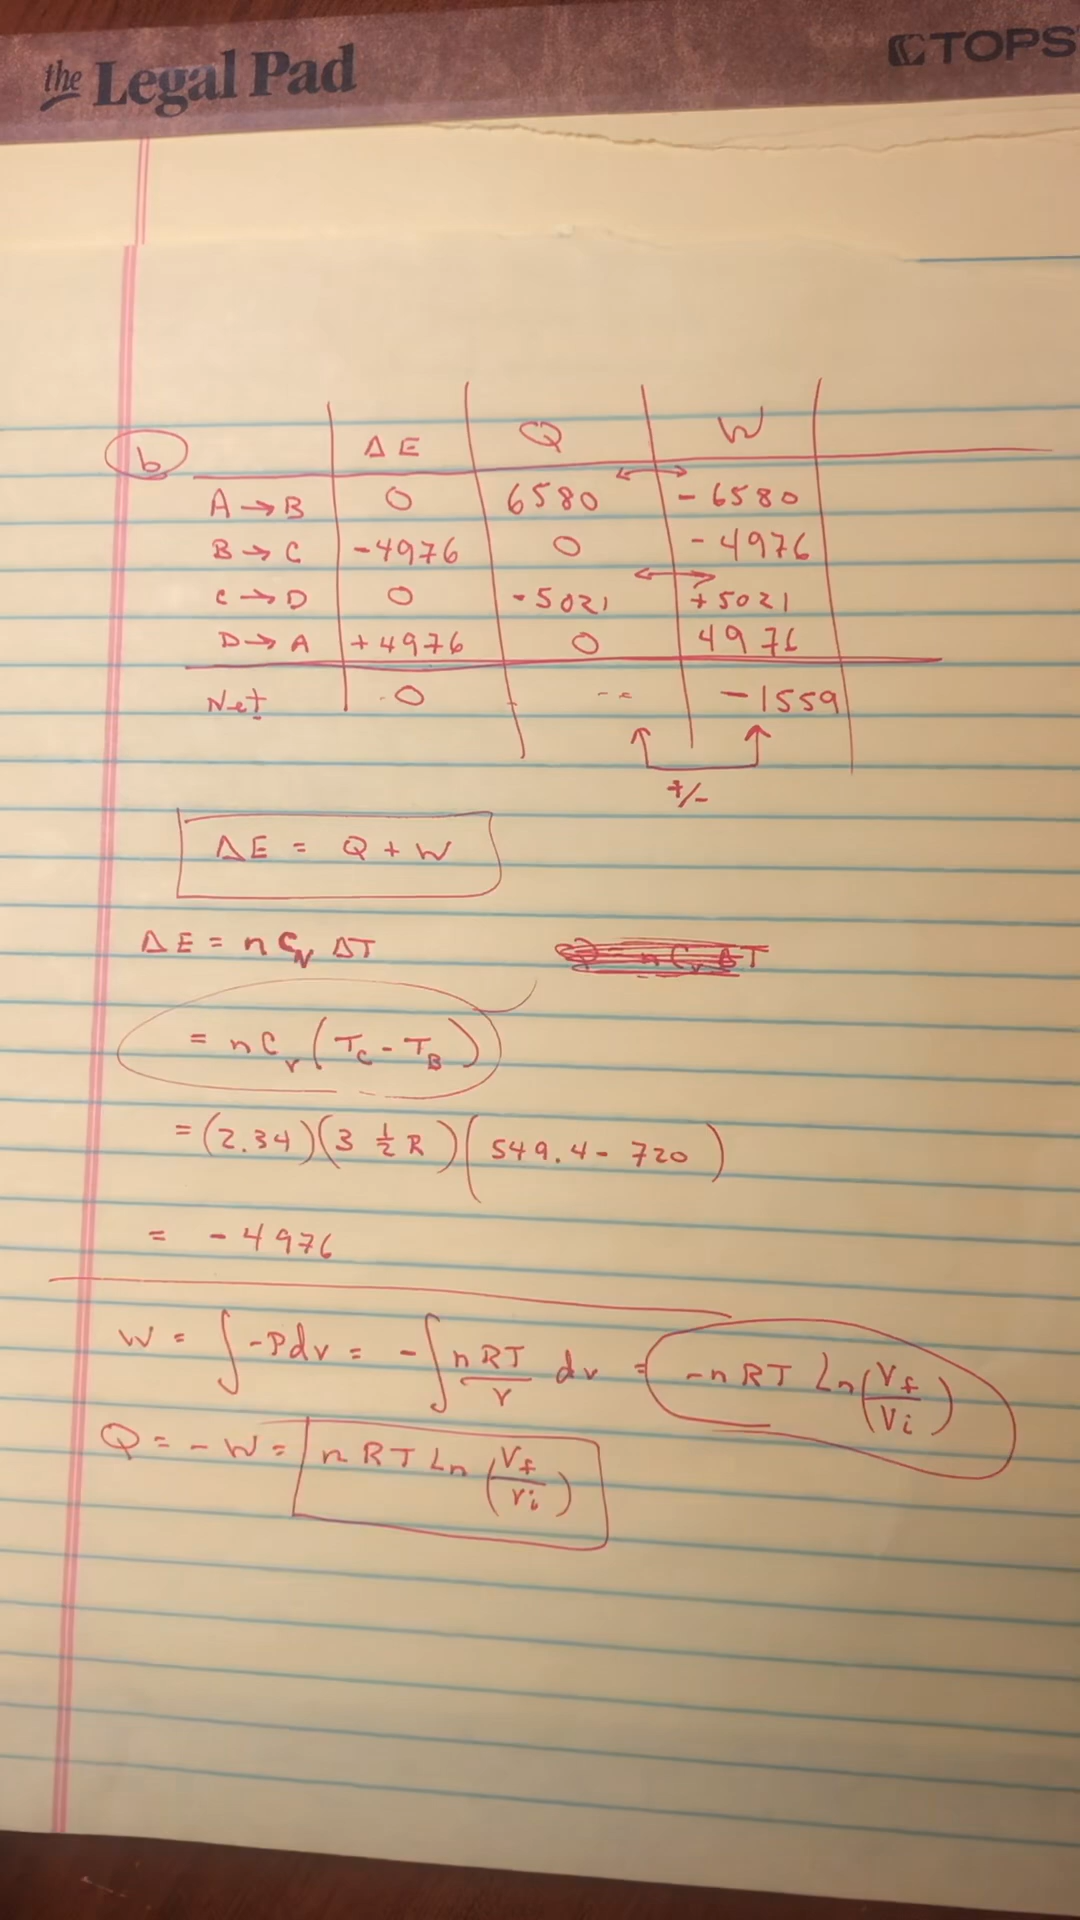 the Legal Pad
TOPS
b ΔE Q W
A → B 0 6580 ↔ - 6580
B → C -4976 0 - 4976
C → D 0 -5021 ↔ +5021
D → A +4976 0 4976
Net 0 -- -1559
+/-
ΔE = Q + W
ΔE = n Cv ΔT
= n Cv (TC - TB)
= (2.34)(3 ½ R)(549.4 - 720)
= - 4976
W = ∫ -Pdv = - ∫ nRT/V dv = -nRT Ln(Vf/Vi)
Q = - W = nRT Ln(Vf/Vi)